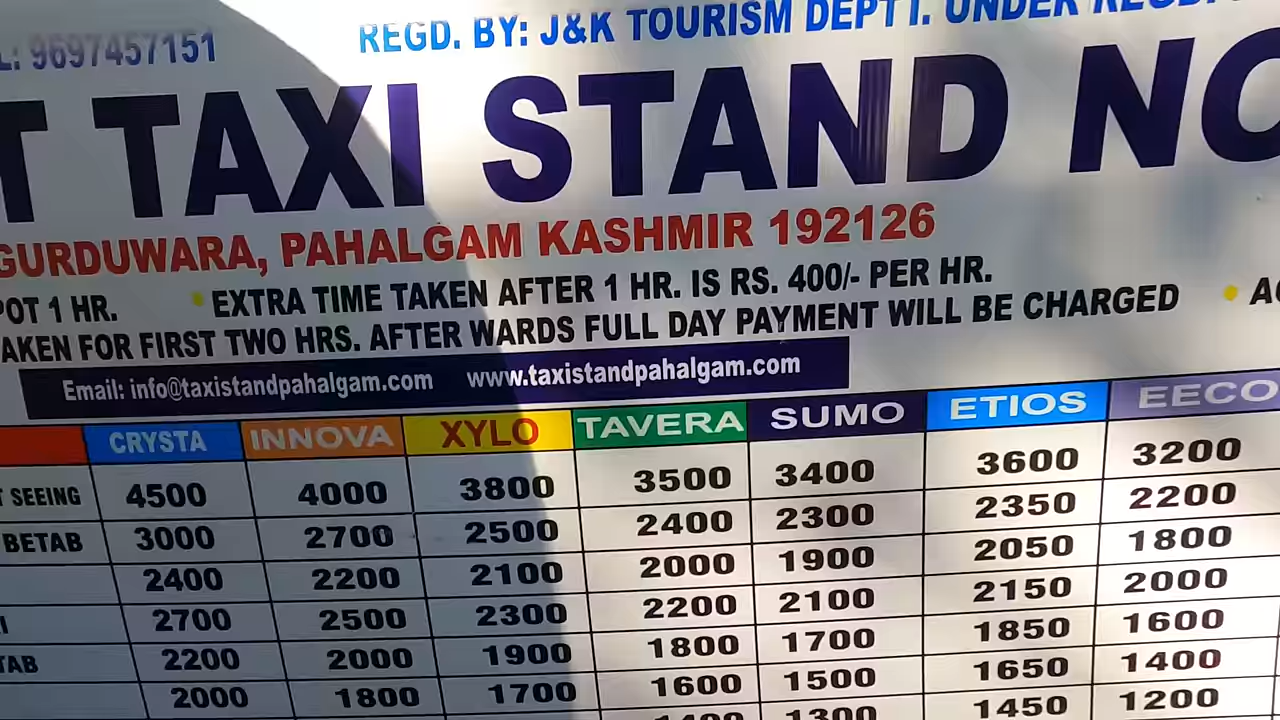 L: 9697457151 REGD. BY: J&K TOURISM DEPTT. UNDER
T TAXI STAND NO
GURDUWARA, PAHALGAM KASHMIR 192126
POT 1 HR. EXTRA TIME TAKEN AFTER 1 HR. IS RS. 400/- PER HR.
AKEN FOR FIRST TWO HRS. AFTER WARDS FULL DAY PAYMENT WILL BE CHARGED
Email: info@taxistandpahalgam.com www.taxistandpahalgam.com
CRYSTA INNOVA XYLO TAVERA SUMO ETIOS EECO
T SEEING 4500 4000 3800 3500 3400 3600 3200
BETAB 3000 2700 2500 2400 2300 2350 2200
2400 2200 2100 2000 1900 2050 1800
I 2700 2500 2300 2200 2100 2150 2000
TAB 2200 2000 1900 1800 1700 1850 1600
2000 1800 1700 1600 1500 1650 1400
1400 1300 1450 1200